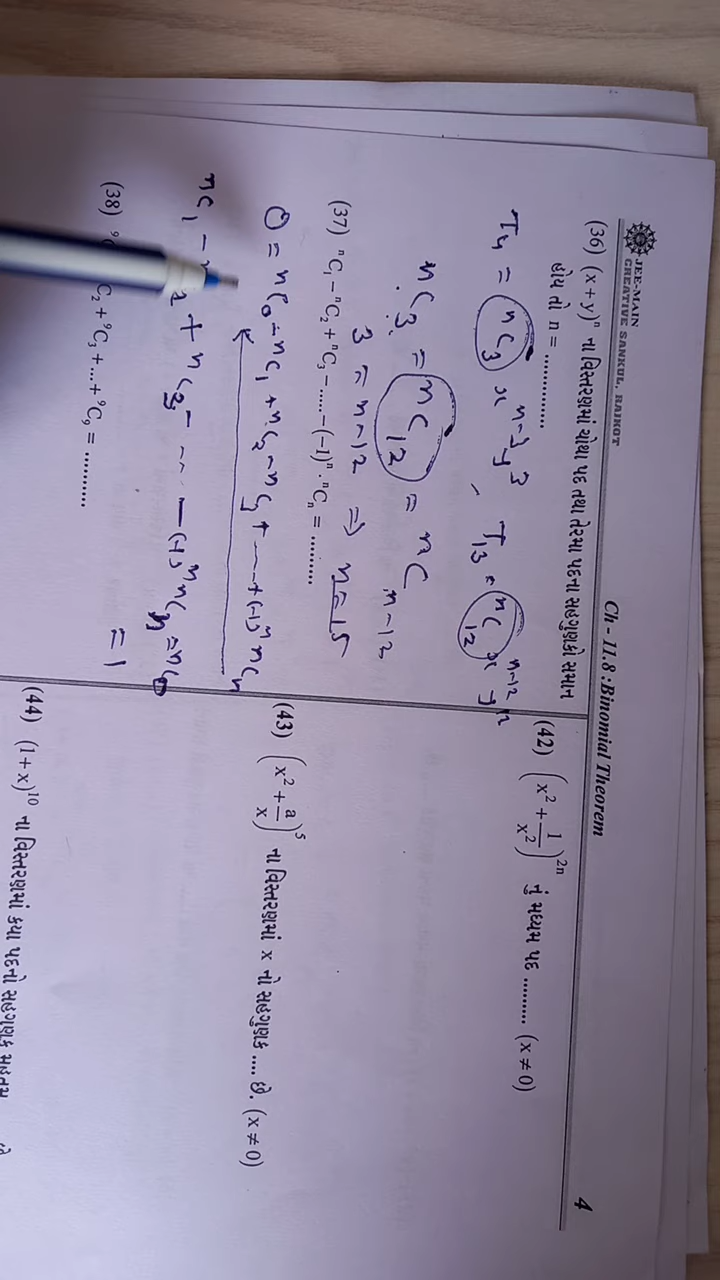 JEE-MAIN
CREATIVE SANKUL, RAJKOT
Ch - 11.8 : Binomial Theorem
4
(36) (x + y)ⁿ ના વિસ્તરણમાં ચોથા પદ તથા તેરમા પદના સહગુણકો સમાન
હોય તો n = ................
T₄ = ⁿC₃ xⁿ⁻³y³, T₁₃ = ⁿC₁₂ xⁿ⁻¹² y¹²
ⁿC₃ = ⁿC₁₂ = ⁿCₙ₋₁₂
3 = n-12 ⇒ n=15
(37) ⁿC₁ – ⁿC₂ + ⁿC₃ – ...... – (–1)ⁿ · ⁿCₙ = ..........
0 = ⁿC₀ - ⁿC₁ + ⁿC₂ - ⁿC₃ + ---- + (-1)ⁿ ⁿCₙ
ⁿC₁ - + ⁿC₃ - --- - (-1)ⁿ ⁿCₙ = ⁿC₀
= 1
(38) C₂ + ⁹C₃ + ... + ⁹C₉ = ...........
(42) (x² + 1/x²)²ⁿ નું મધ્યમ પદ ......... (x ≠ 0)
(43) (x² + a/x)⁵ ના વિસ્તરણમાં x નો સહગુણક .... છે. (x ≠ 0)
(44) (1 + x)¹⁰ ના વિસ્તરણમાં કયા પદનો સહગુણક મહત્તમ